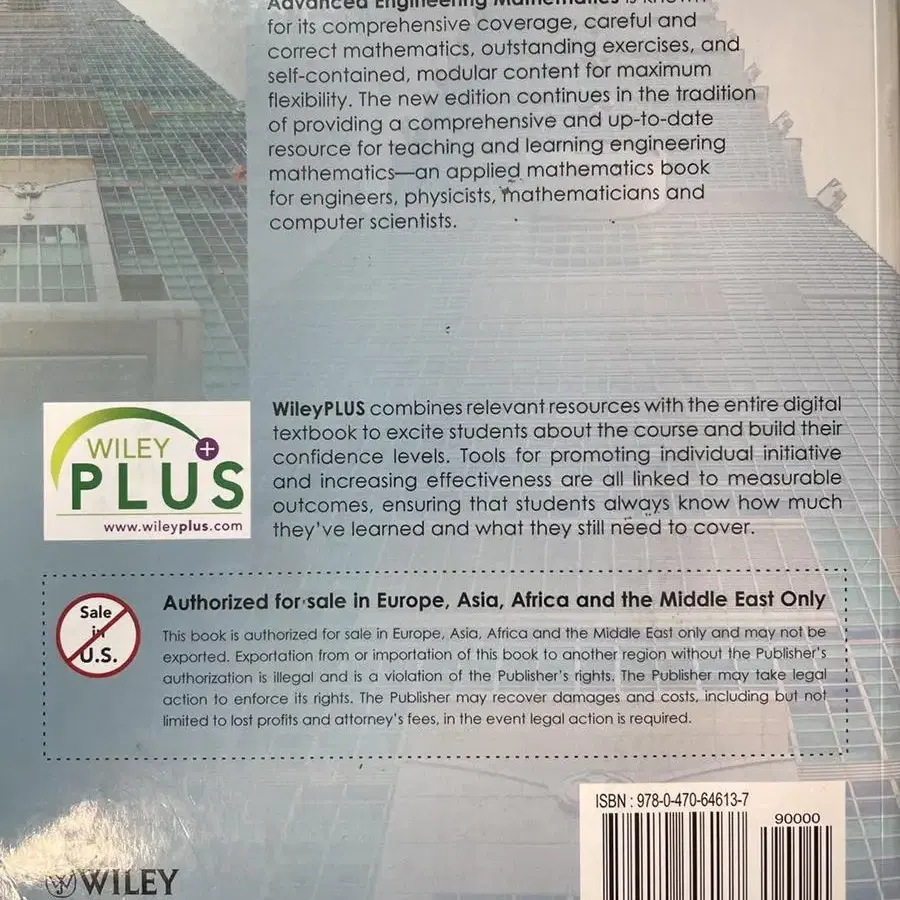 Advanced Engineering Mathematics is known
for its comprehensive coverage, careful and
correct mathematics, outstanding exercises, and
self-contained, modular content for maximum
flexibility. The new edition continues in the tradition
of providing a comprehensive and up-to-date
resource for teaching and learning engineering
mathematics—an applied mathematics book
for engineers, physicists, mathematicians and
computer scientists.
WILEY
PLUS
www.wileyplus.com
WileyPLUS combines relevant resources with the entire digital
textbook to excite students about the course and build their
confidence levels. Tools for promoting individual initiative
and increasing effectiveness are all linked to measurable
outcomes, ensuring that students always know how much
they've learned and what they still need to cover.
Sale
in
U.S.
Authorized for sale in Europe, Asia, Africa and the Middle East Only
This book is authorized for sale in Europe, Asia, Africa and the Middle East only and may not be
exported. Exportation from or importation of this book to another region without the Publisher's
authorization is illegal and is a violation of the Publisher's rights. The Publisher may take legal
action to enforce its rights. The Publisher may recover damages and costs, including but not
limited to lost profits and attorney's fees, in the event legal action is required.
ISBN : 978-0-470-64613-7
90000
WILEY